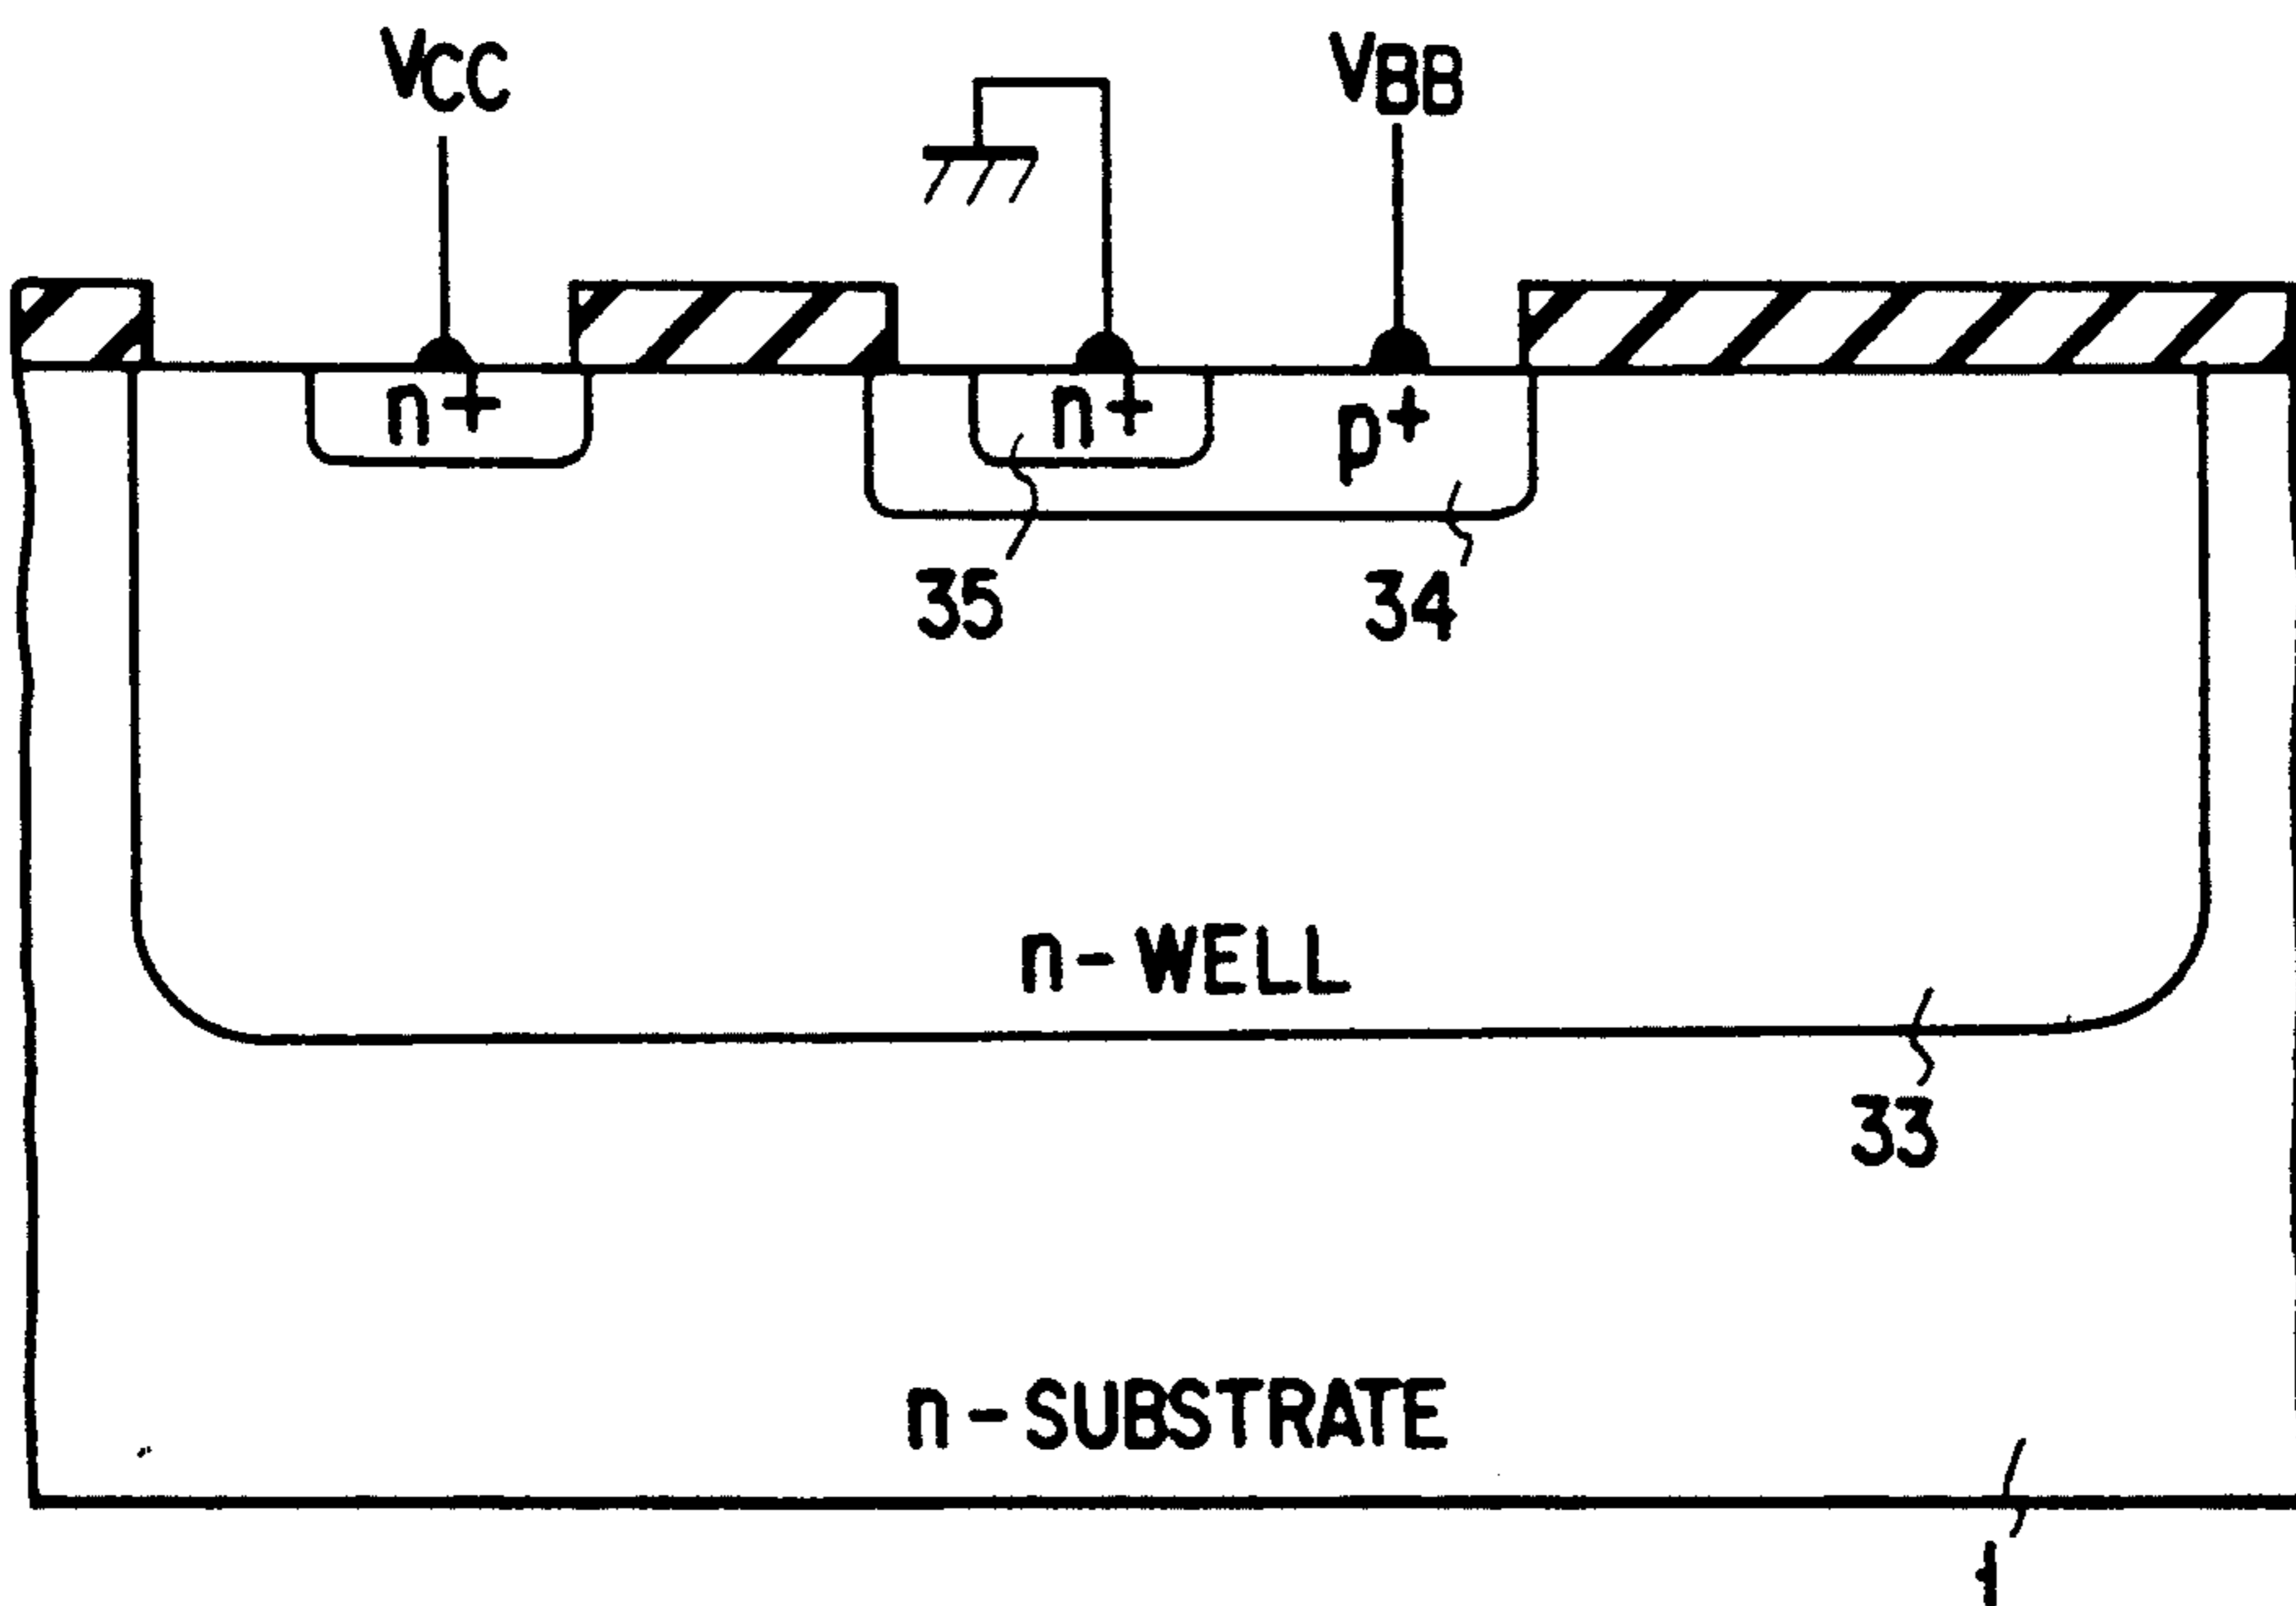 VCC
VBB
n+
n+
p+
35
34
n-WELL
33
n-SUBSTRATE
1